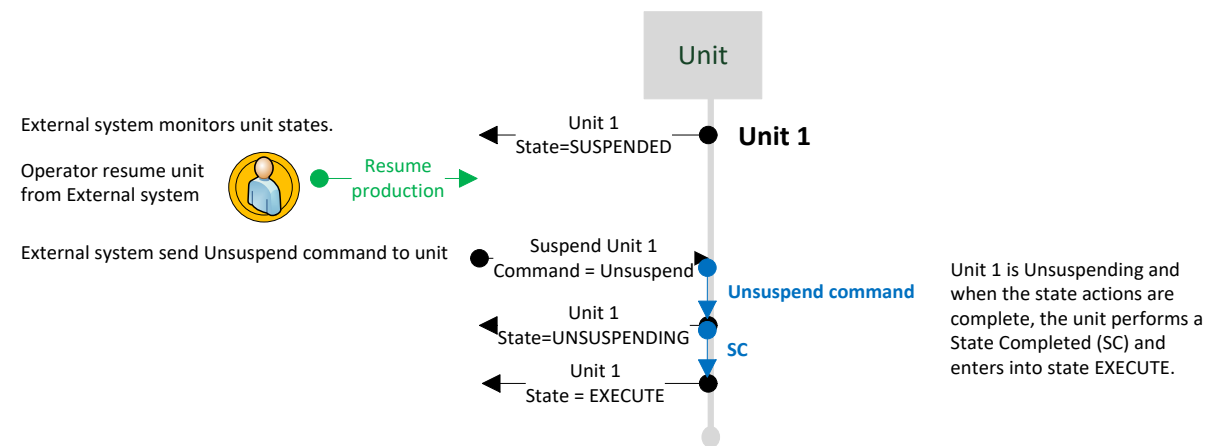 Unit
External system monitors unit states.
Unit 1
State=SUSPENDED
Unit 1
Operator resume unit
from External system
Resume
production
External system send Unsuspend command to unit
Suspend Unit 1
Command = Unsuspend
Unsuspend command
Unit 1
State=UNSUSPENDING
SC
Unit 1
State = EXECUTE
Unit 1 is Unsuspending and
when the state actions are
complete, the unit performs a
State Completed (SC) and
enters into state EXECUTE.